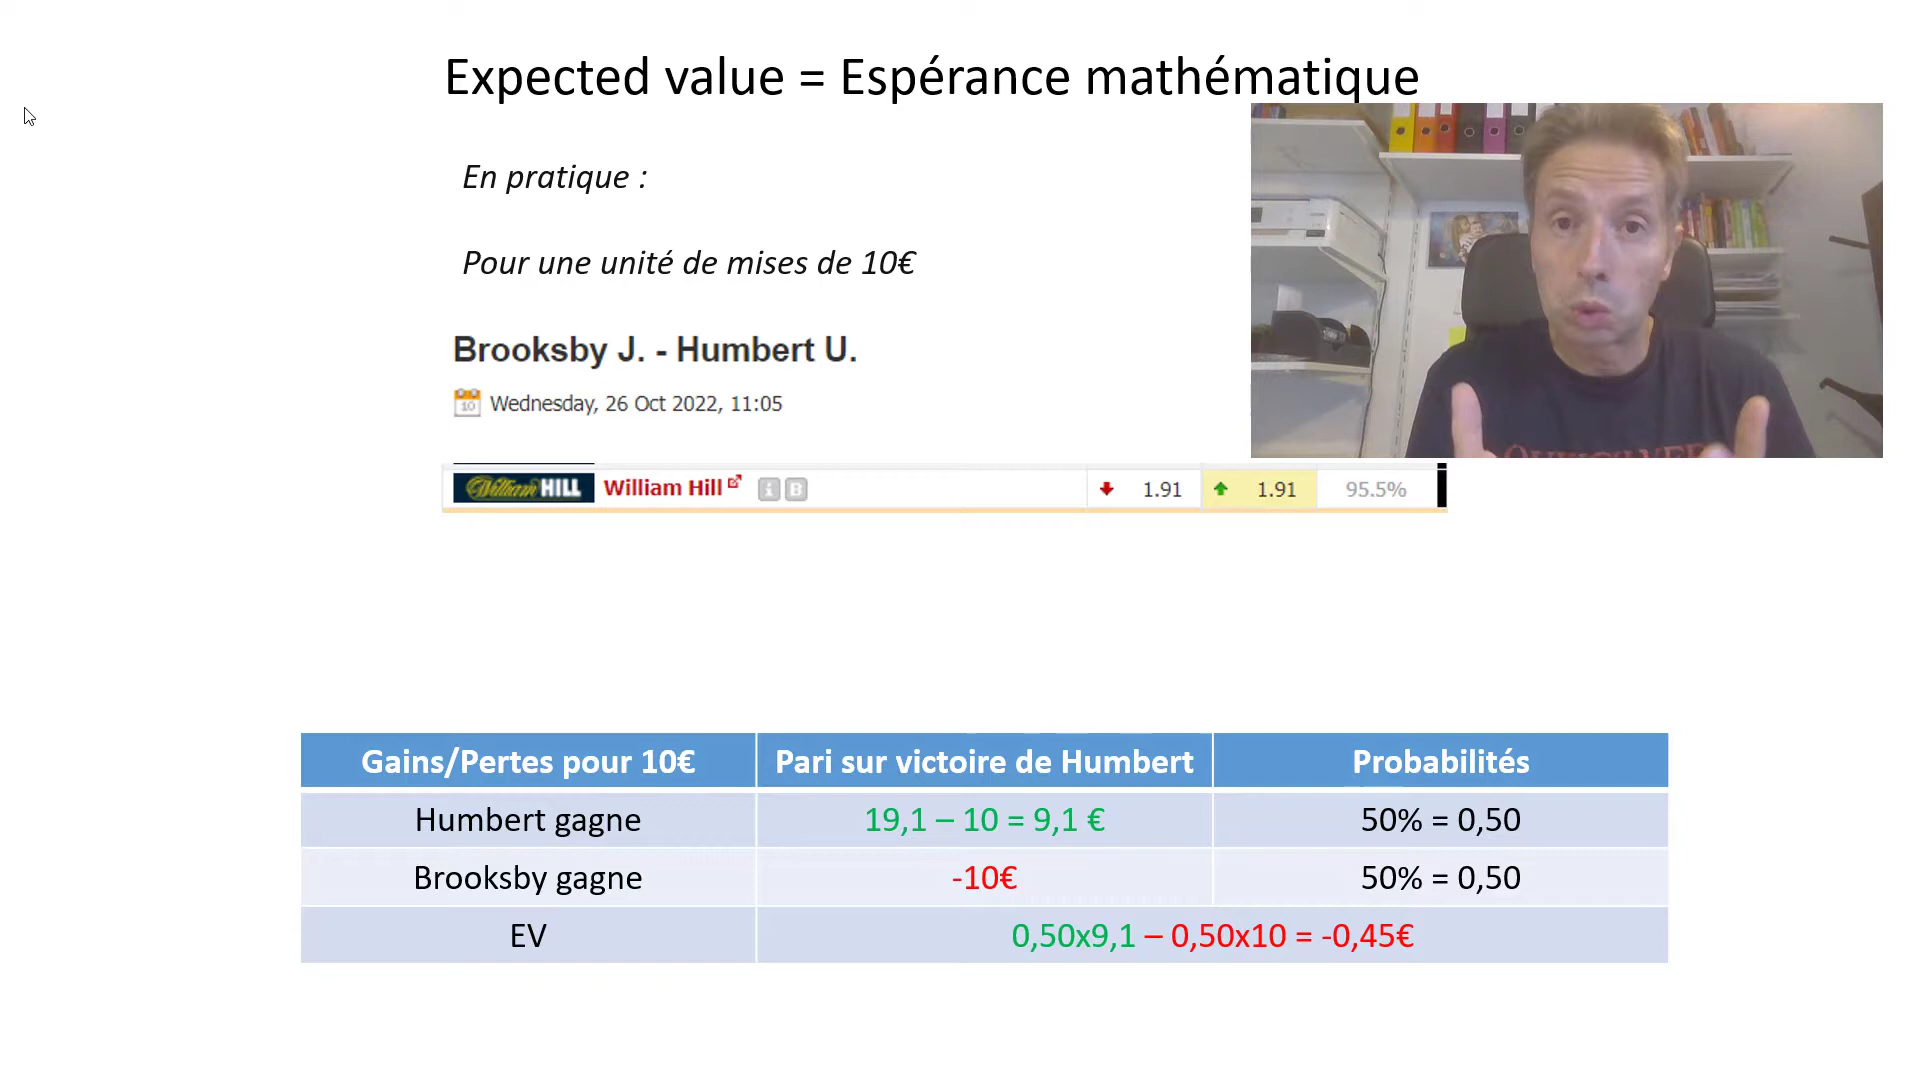 Expected value = Espérance mathématique
En pratique :
Pour une unité de mises de 10€
Brooksby J. - Humbert U.
10 Wednesday, 26 Oct 2022, 11:05
William HILL William Hill i B 1.91 1.91 95.5%
Gains/Pertes pour 10€ Pari sur victoire de Humbert Probabilités
Humbert gagne 19,1 – 10 = 9,1 € 50% = 0,50
Brooksby gagne -10€ 50% = 0,50
EV 0,50x9,1 – 0,50x10 = -0,45€